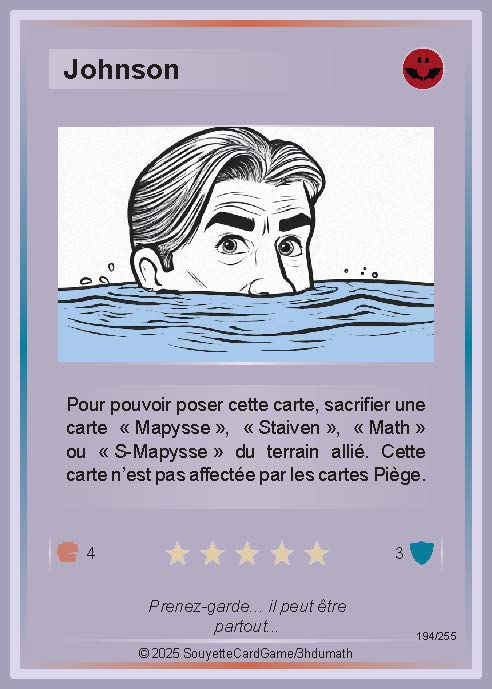 Johnson
Pour pouvoir poser cette carte, sacrifier une
carte « Mapysse », « Staiven », « Math »
ou « S-Mapysse » du terrain allié. Cette
carte n'est pas affectée par les cartes Piège.
4
3
Prenez-garde... il peut être
partout...
194/255
© 2025 SouyetteCardGame/3hdumath